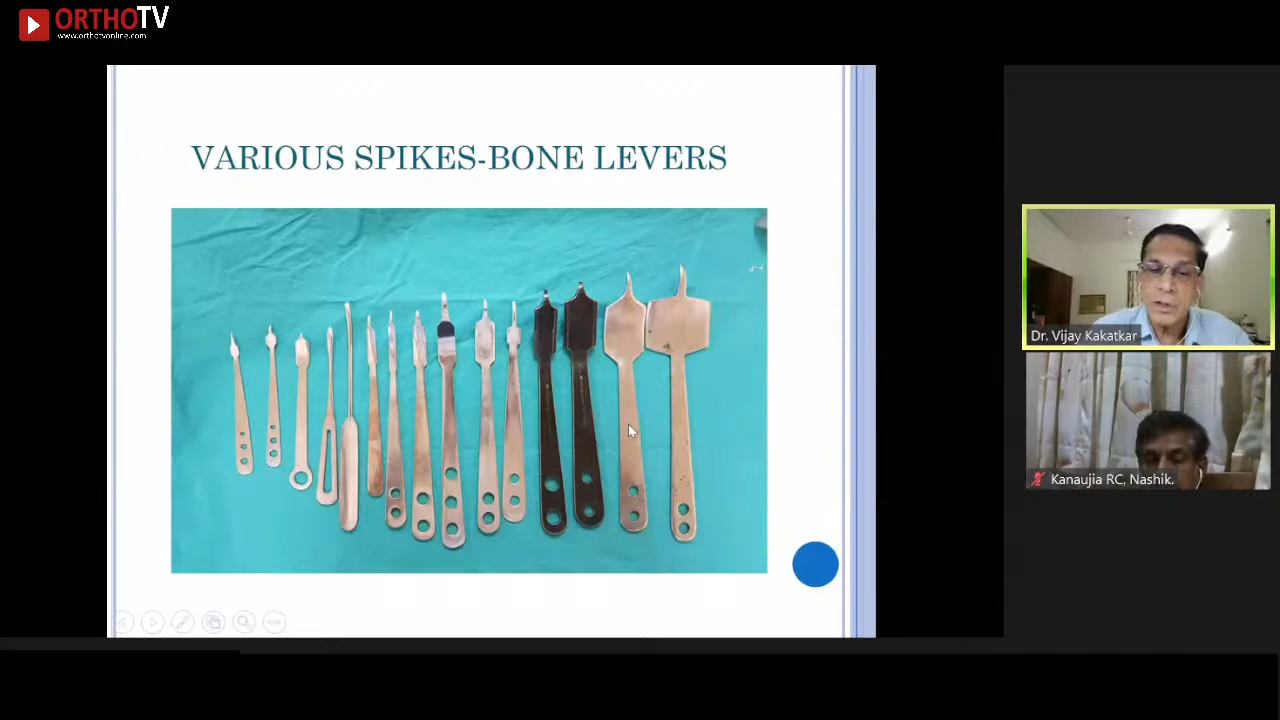 ORTHOTV
www.orthotvonline.com
VARIOUS SPIKES-BONE LEVERS
Dr. Vijay Kakatkar
Kanaujia RC, Nashik.